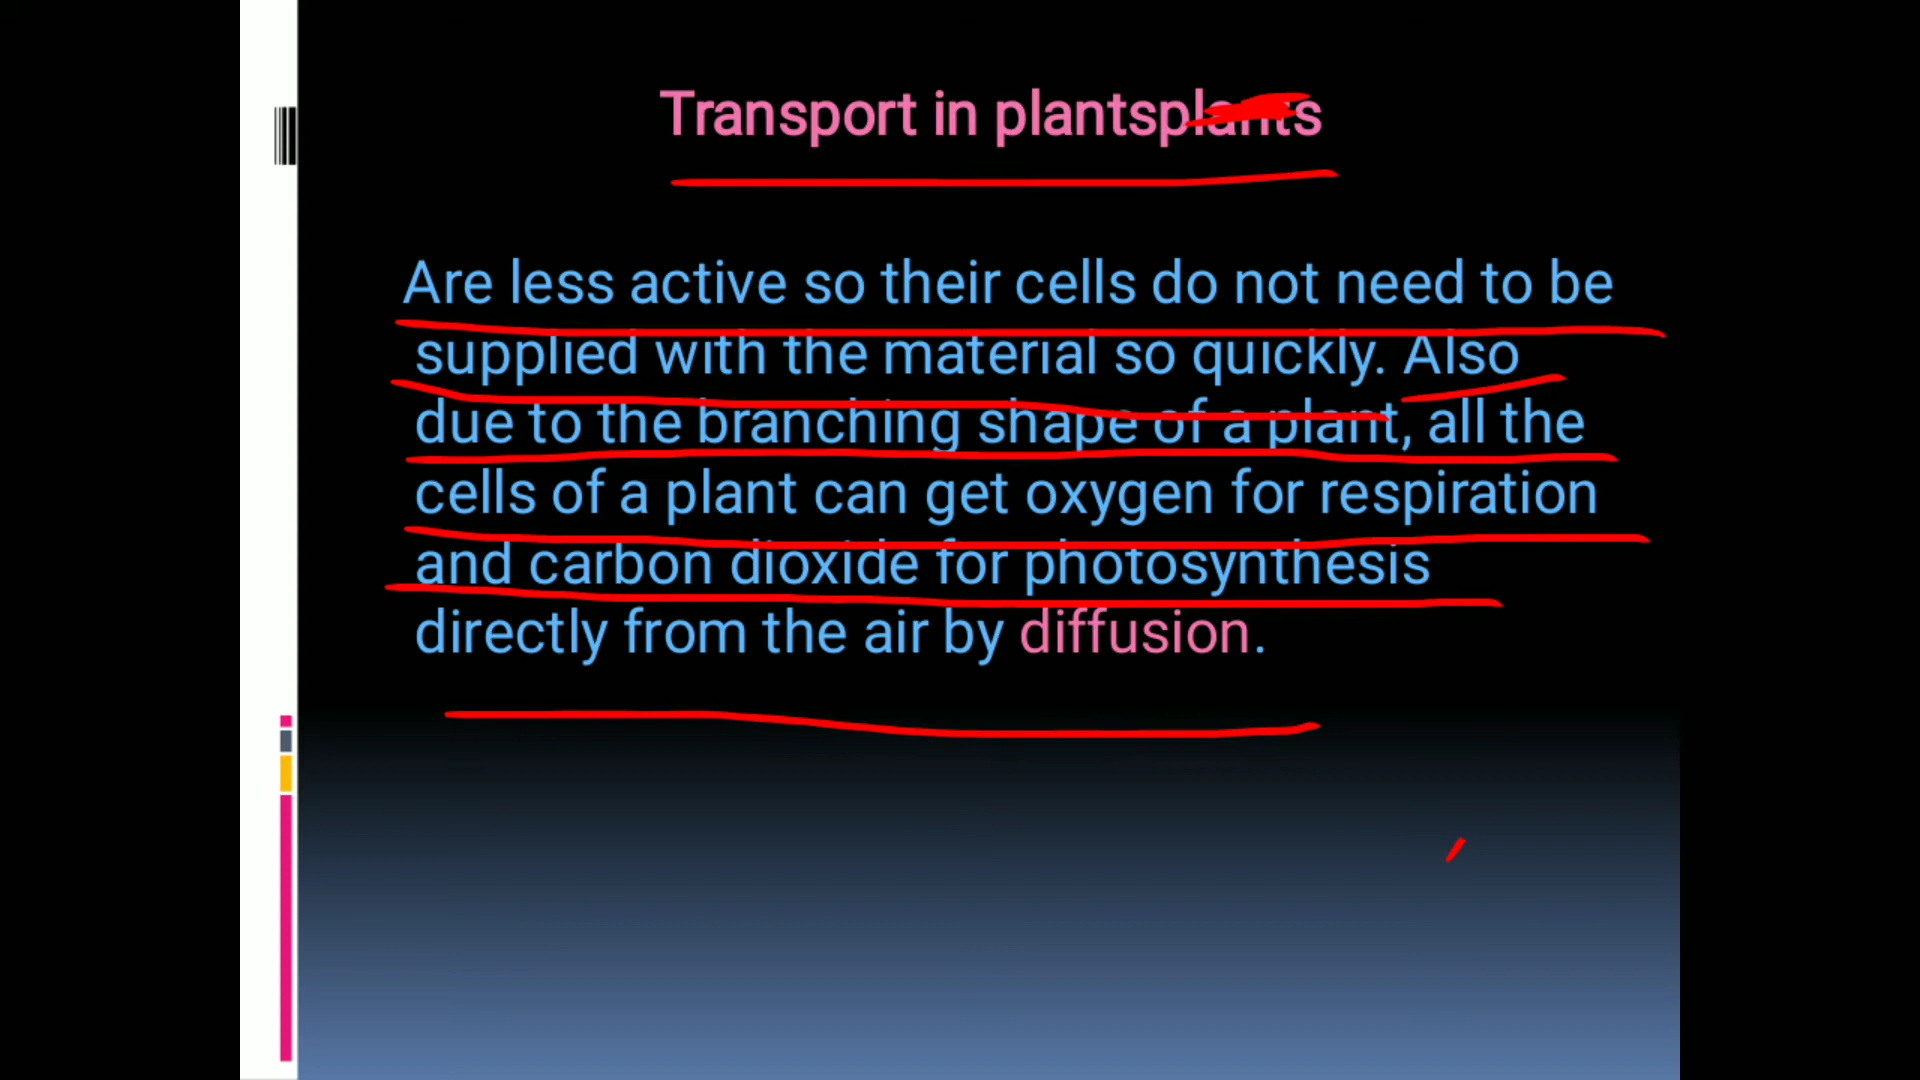 Transport in plantsplants
Are less active so their cells do not need to be
supplied with the material so quickly. Also
due to the branching shape of a plant, all the
cells of a plant can get oxygen for respiration
and carbon dioxide for photosynthesis
directly from the air by diffusion.